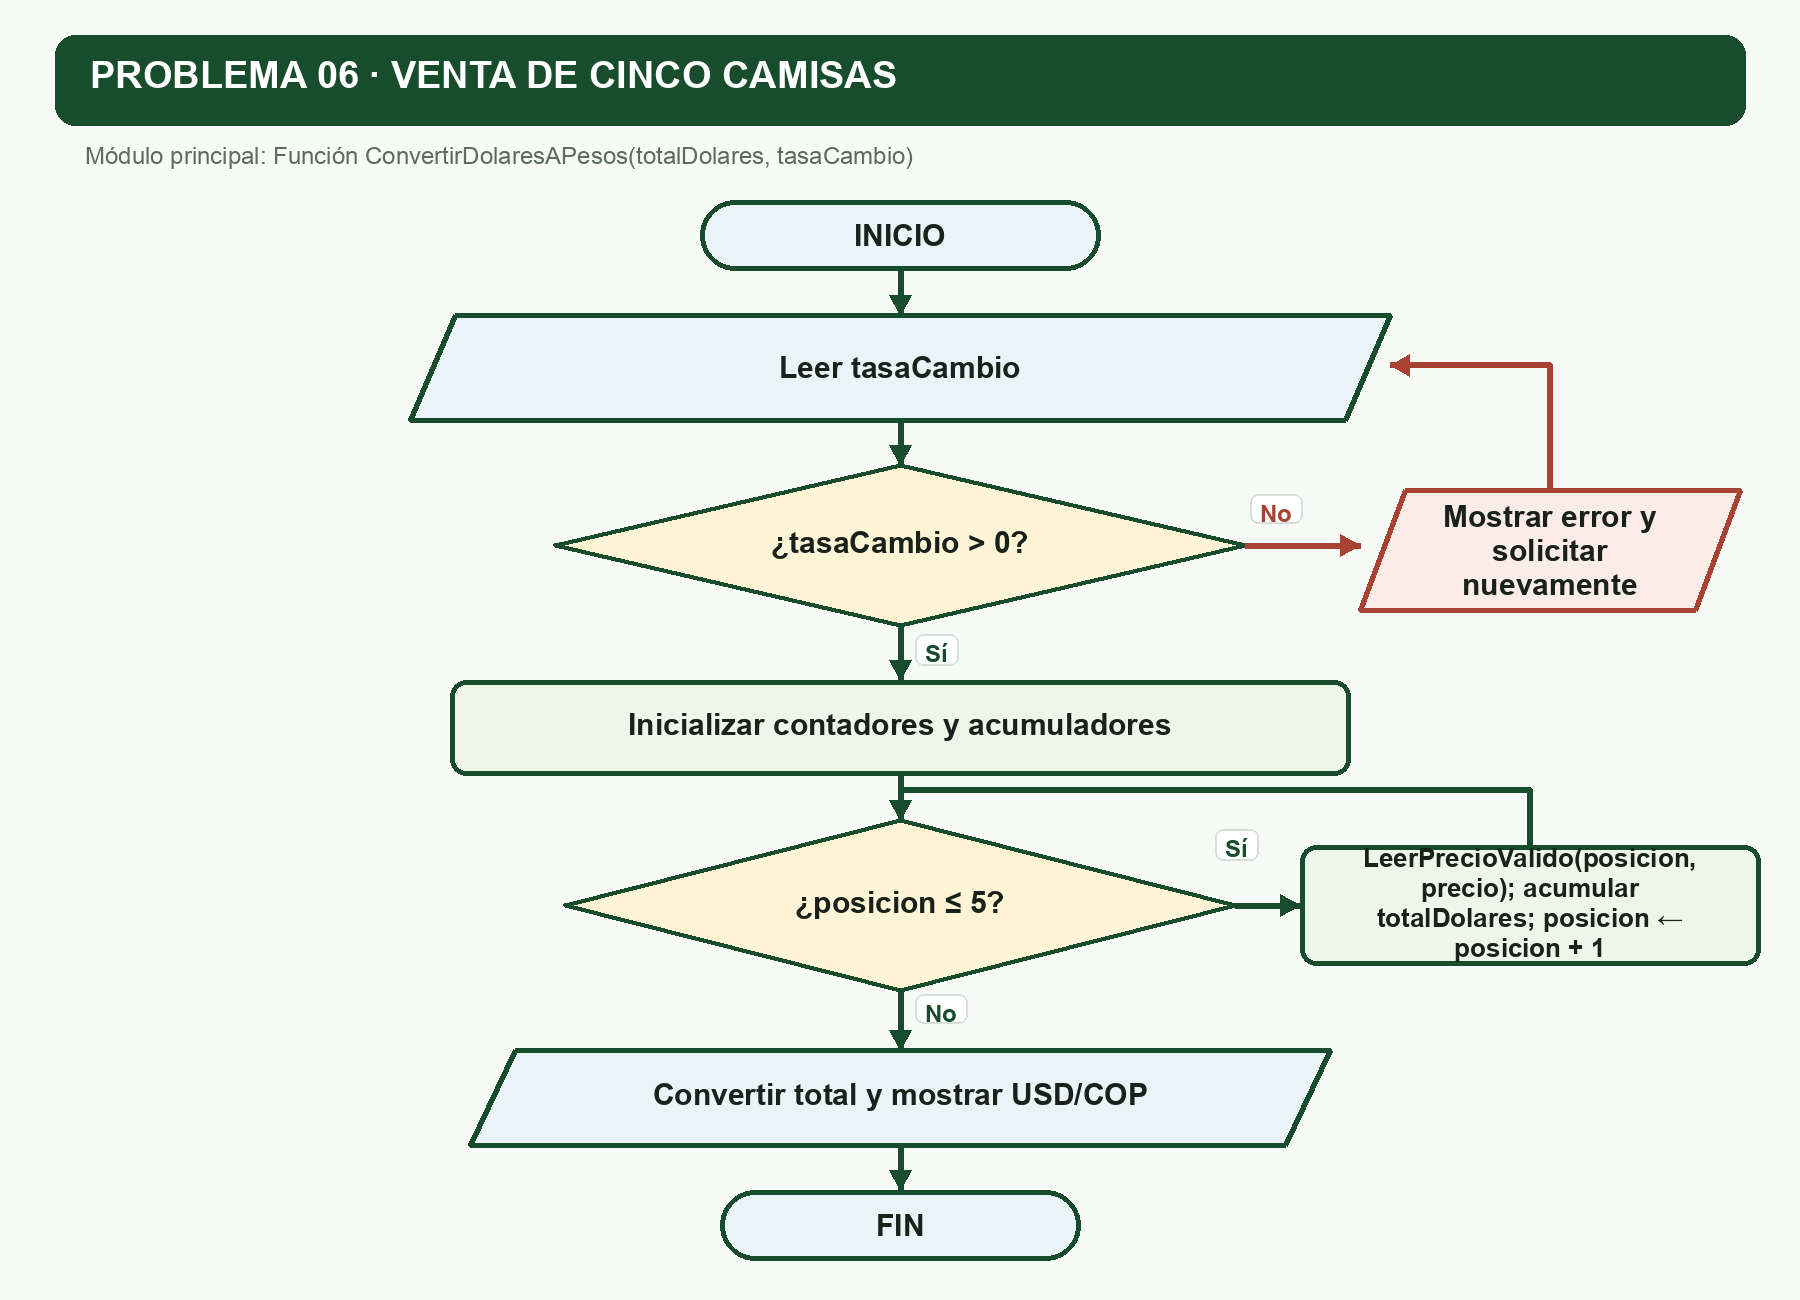 PROBLEMA 06 · VENTA DE CINCO CAMISAS
Módulo principal: Función ConvertirDolaresAPesos(totalDolares, tasaCambio)
INICIO
Leer tasaCambio
¿tasaCambio > 0?
No
Mostrar error y
solicitar
nuevamente
Sí
Inicializar contadores y acumuladores
¿posicion ≤ 5?
Sí
LeerPrecioValido(posicion,
precio); acumular
totalDolares; posicion ←
posicion + 1
No
Convertir total y mostrar USD/COP
FIN